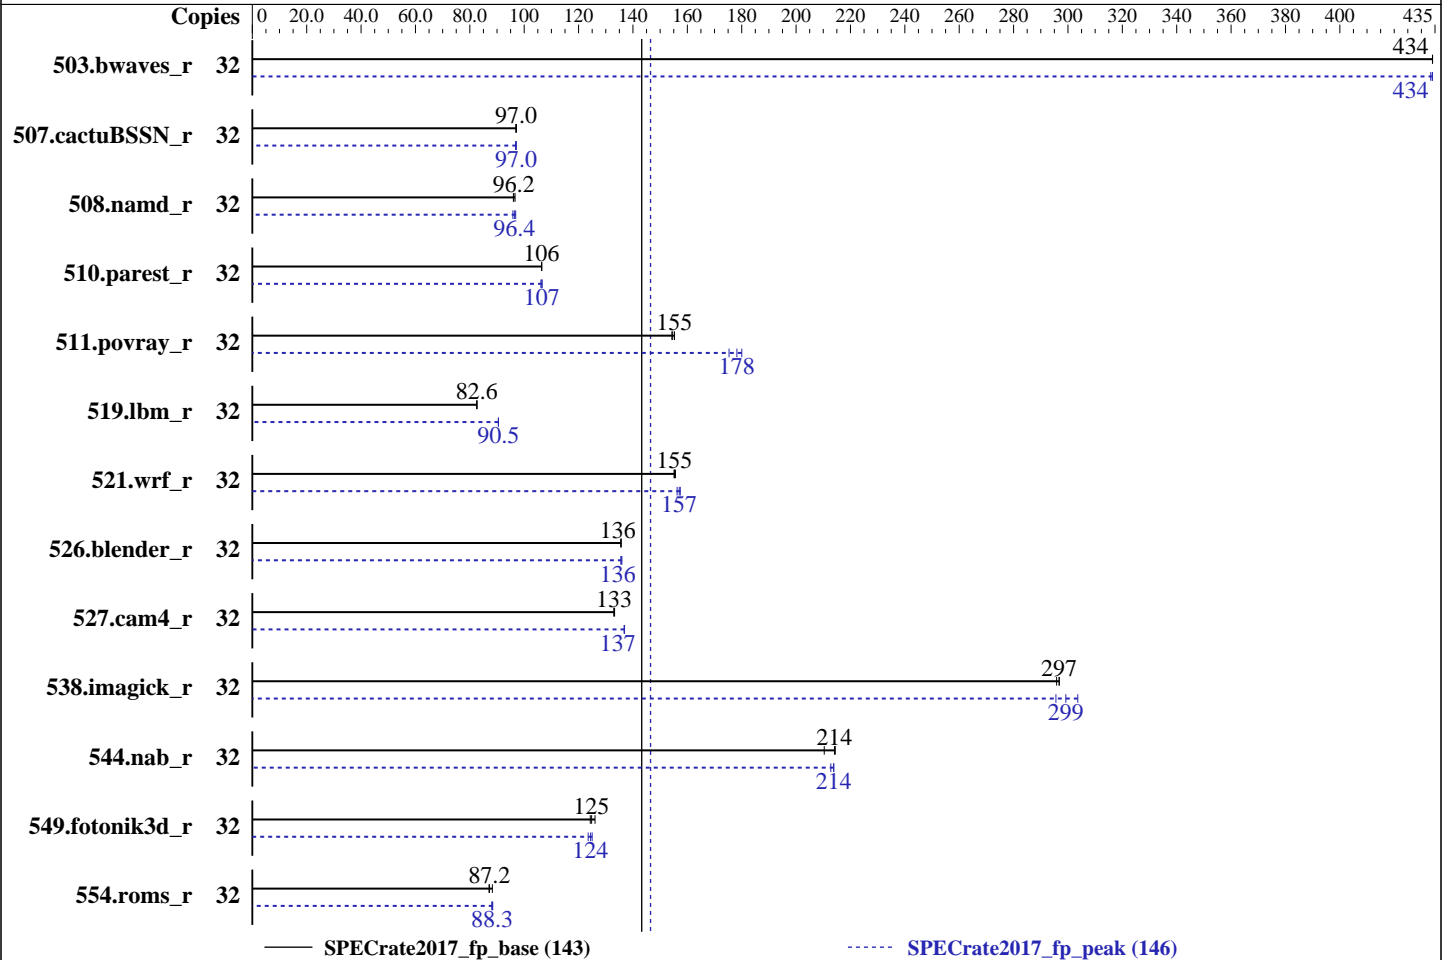 Copies 0 20.0 40.0 60.0 80.0 100 120 140 160 180 200 220 240 260 280 300 320 340 360 380 400 435
503.bwaves_r 32 434
434
507.cactuBSSN_r 32 97.0
97.0
508.namd_r 32 96.2
96.4
510.parest_r 32 106
107
511.povray_r 32 155
178
519.lbm_r 32 82.6
90.5
521.wrf_r 32 155
157
526.blender_r 32 136
136
527.cam4_r 32 133
137
538.imagick_r 32 297
299
544.nab_r 32 214
214
549.fotonik3d_r 32 125
124
554.roms_r 32 87.2
88.3
SPECrate2017_fp_base (143) SPECrate2017_fp_peak (146)